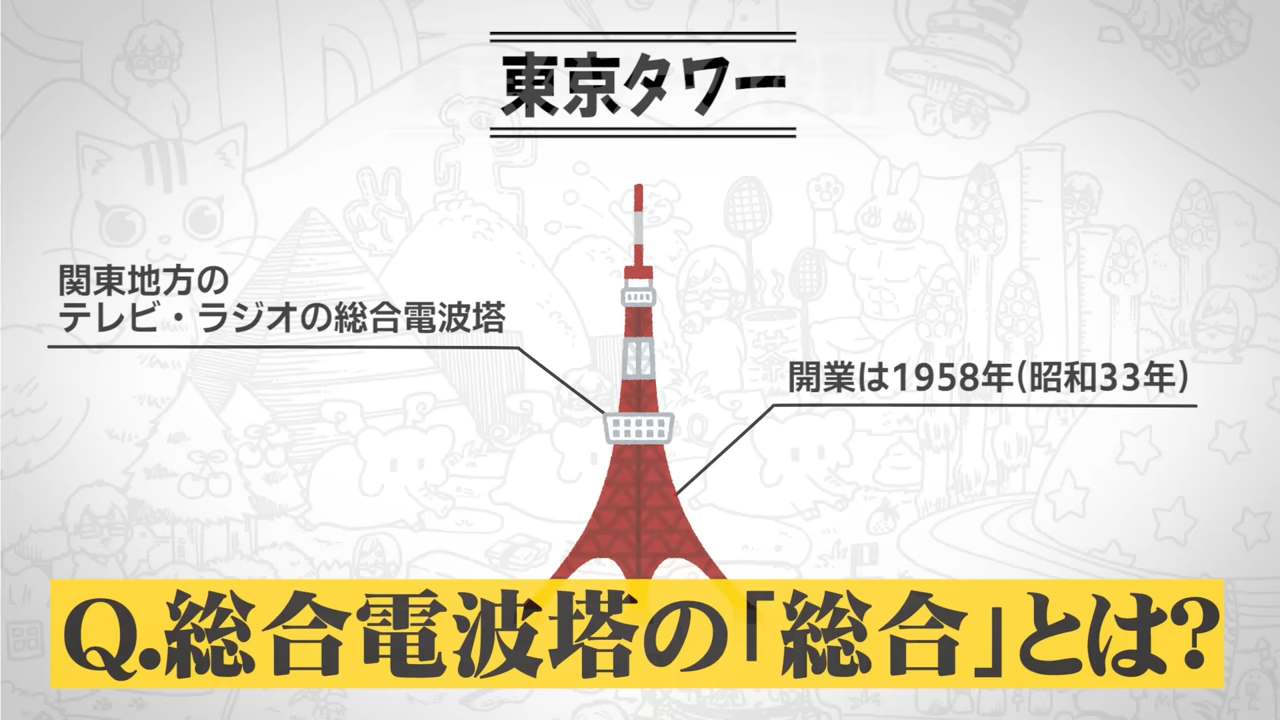 東京タワー
関東地方の
テレビ・ラジオの総合電波塔
開業は1958年(昭和33年)
Q.総合電波塔の「総合」とは?